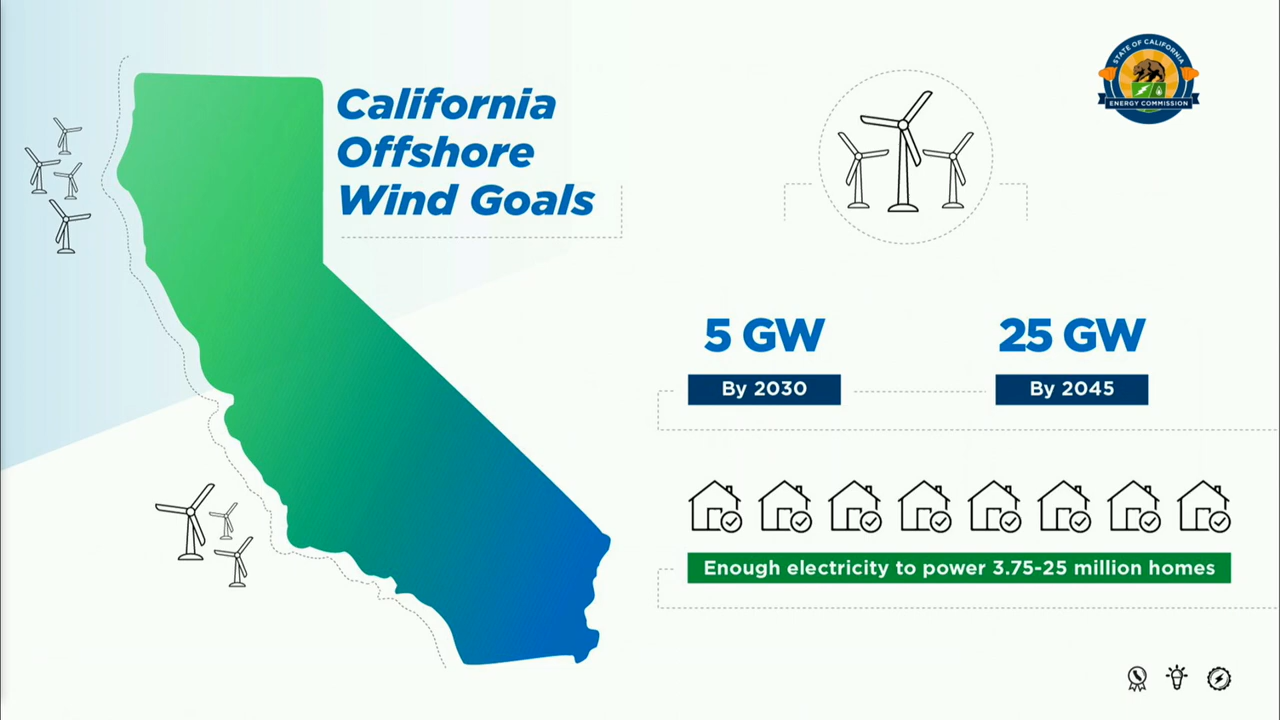 California
Offshore
Wind Goals
STATE OF CALIFORNIA
ENERGY COMMISSION
5 GW
By 2030
25 GW
By 2045
Enough electricity to power 3.75-25 million homes